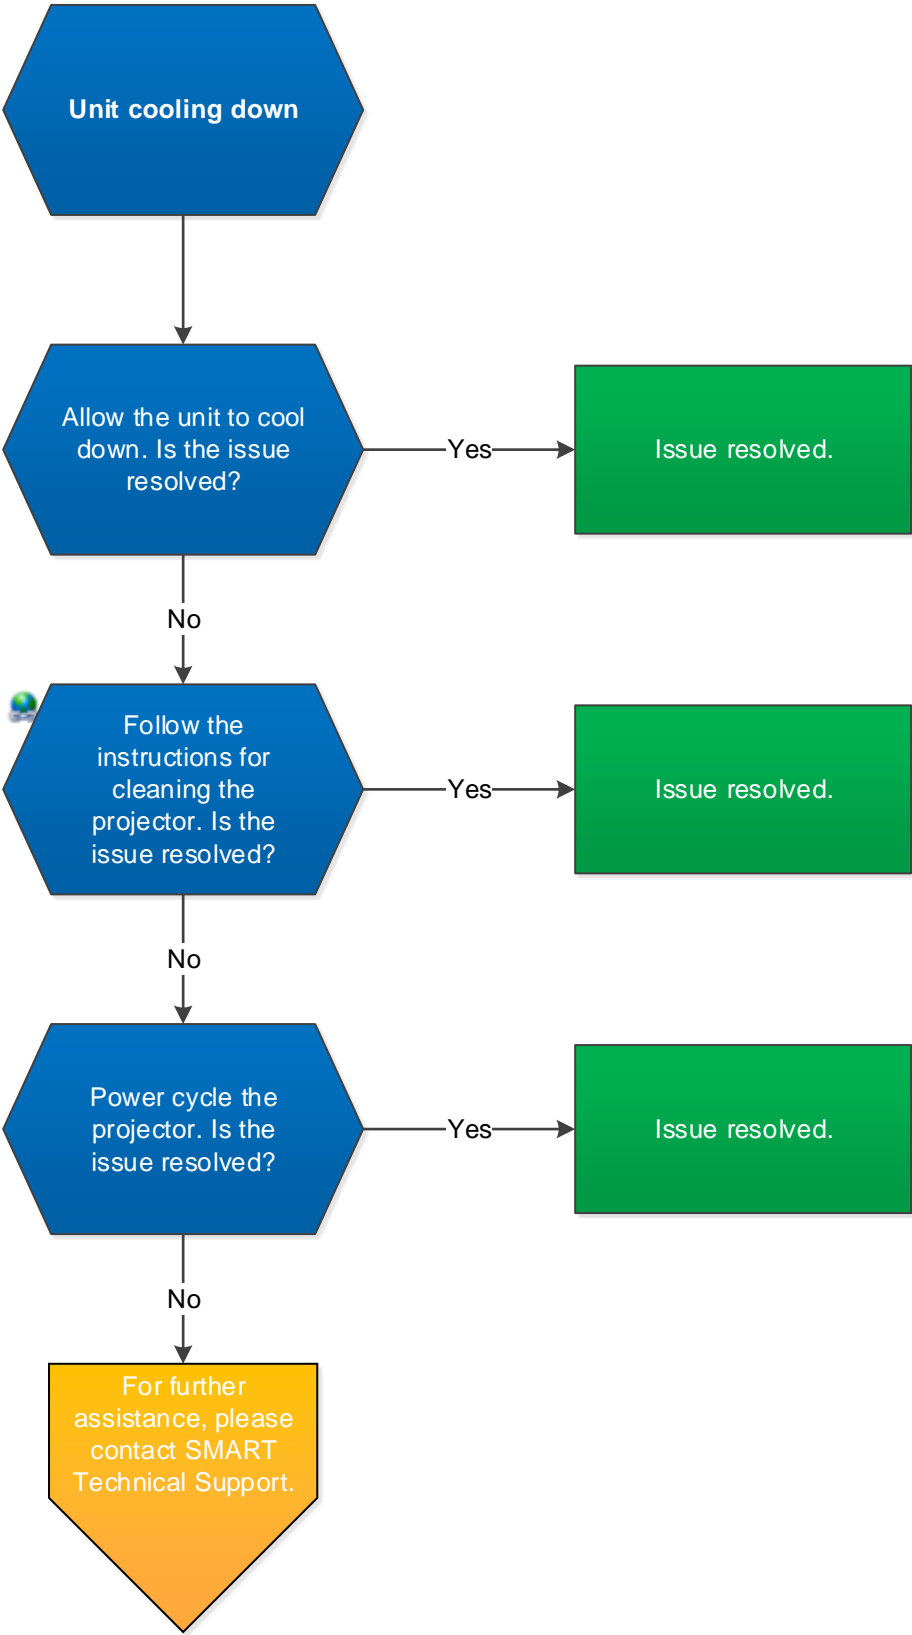 Unit cooling down
Allow the unit to cool
down. Is the issue
resolved?
Yes
Issue resolved.
No
Follow the
instructions for
cleaning the
projector. Is the
issue resolved?
Yes
Issue resolved.
No
Power cycle the
projector. Is the
issue resolved?
Yes
Issue resolved.
No
For further
assistance, please
contact SMART
Technical Support.